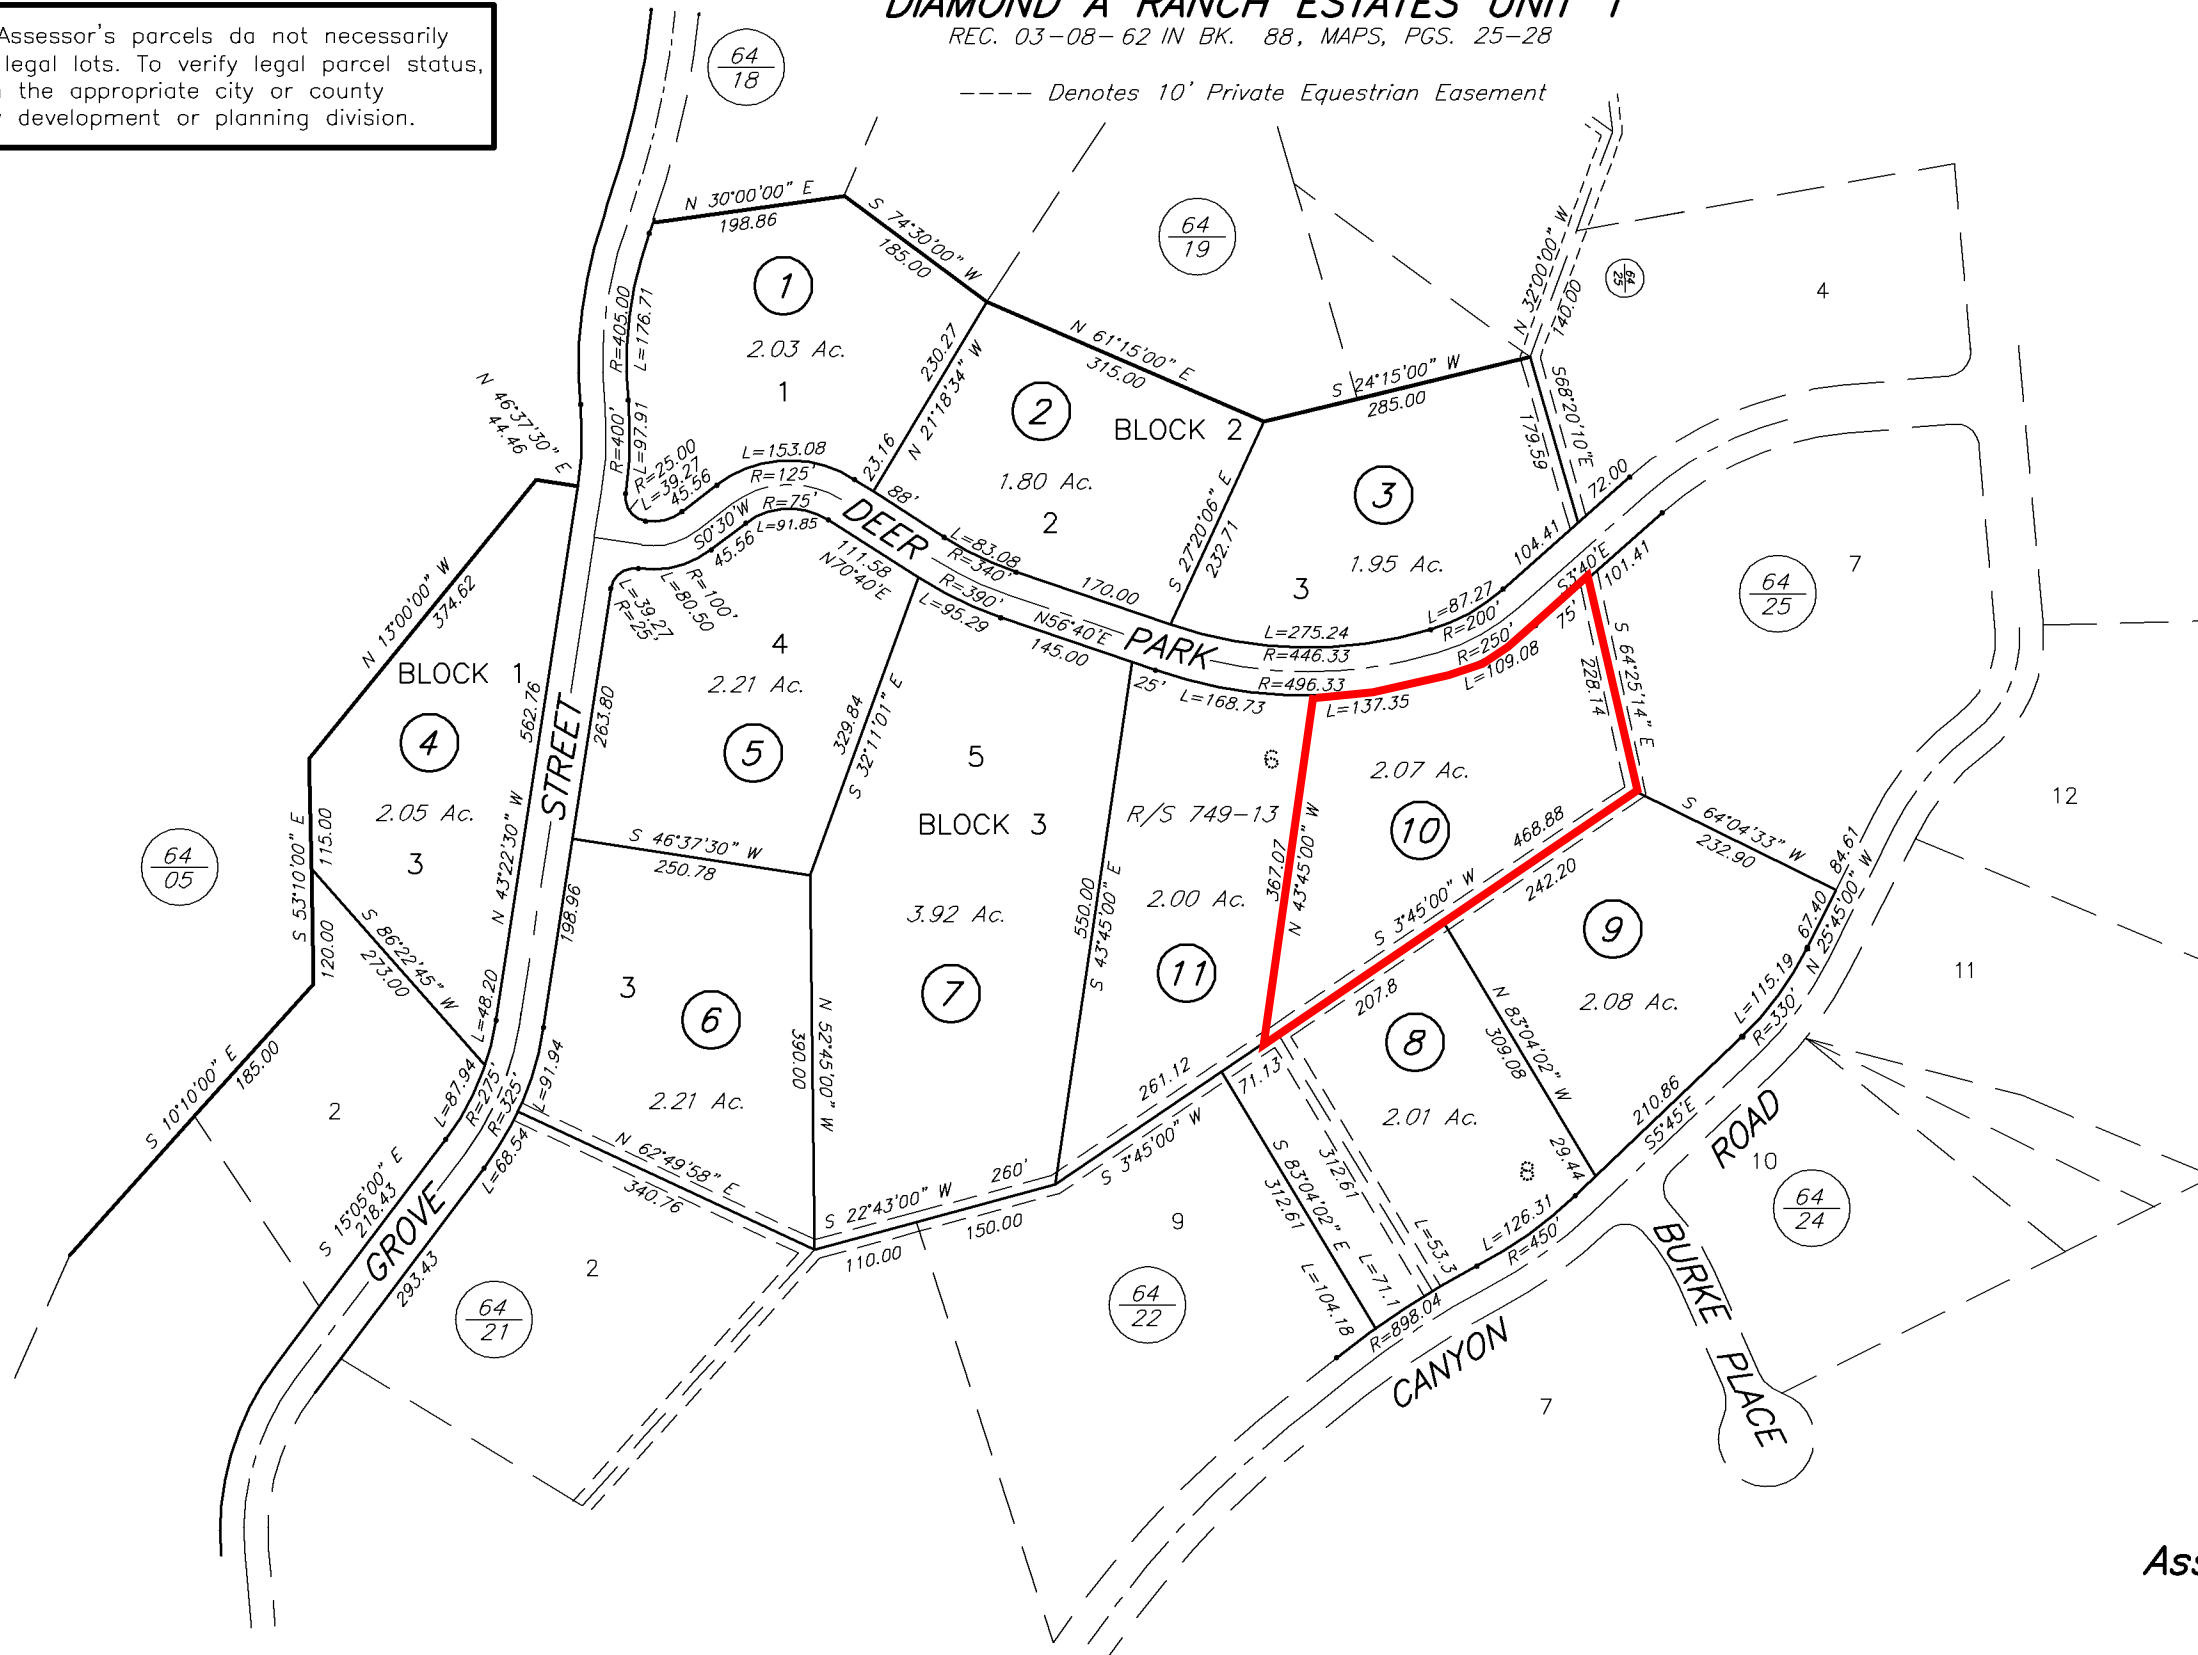 DIAMOND A RANCH ESTATES UNIT 1
REC. 03-08-62 IN BK. 88, MAPS, PGS. 25-28
---- Denotes 10' Private Equestrian Easement
Assessor's parcels da not necessarily
legal lots. To verify legal parcel status,
the appropriate city or county
development or planning division.
64
18
64
19
64
25
4
N 30°00'00" E
198.86
S 74°30'00" W
185.00
1
2.03 Ac.
1
R=405.00
L=176.71
R=400'
L=97.91
R=25.00
L=39.27
45.56
L=153.08
R=125'
R=75'
L=91.85
S0°30'W
45.56
230.27
N 21°18'34" W
23.16
88'
N 61°15'00" E
315.00
2
BLOCK 2
1.80 Ac.
2
S 24°15'00" W
285.00
N 32°00'00" W
140.00
S68°20'10"E
179.59
3
1.95 Ac.
3
S 27°20'06" E
232.71
72.00
104.41
S3°40'E
101.41
L=87.27
R=200'
R=250'
L=109.08
75'
DEER
PARK
L=83.08
R=340'
170.00
111.58
N70°40'E
R=390'
L=95.29
N56°40'E
145.00
L=275.24
R=446.33
R=496.33
25'
L=168.73
L=137.35
N 46°37'30" E
44.46
N 13°00'00" W
374.62
BLOCK 1
4
2.05 Ac.
3
562.76
N 43°22'30" W
STREET
263.80
L=39.27
R=25'
R=100'
L=80.50
4
2.21 Ac.
5
329.84
S 32°11'01" E
S 46°37'30" W
250.78
198.96
5
BLOCK 3
3.92 Ac.
7
550.00
S 43°45'00" E
6
R/S 749-13
2.00 Ac.
11
367.07
N 43°45'00" W
2.07 Ac.
10
S 64°25'14" E
228.14
468.88
S 3°45'00" W
242.20
207.8
64
25
7
12
S 64°04'33" W
232.90
84.61
67.40
N 25°45'00" W
9
2.08 Ac.
11
L=115.19
R=330'
64
05
S 53°10'00" E
115.00
120.00
S 86°22'45" W
273.00
L=48.20
L=87.94
R=275'
R=325'
L=91.94
L=68.54
S 10°10'00" E
185.00
2
S 15°05'00" E
218.43
GROVE
293.43
3
6
2.21 Ac.
N 52°45'00" W
390.00
N 62°49'58" E
340.76
S 22°43'00" W
260'
110.00
150.00
261.12
S 3°45'00" W
71.13
8
2.01 Ac.
8
N 83°04'02" W
309.08
29.44
210.86
S5°45'E
S 83°04'02" E
312.61
312.61
L=53.3
L=71.1
L=104.18
L=126.31
R=450'
R=898.04
CANYON
ROAD
10
64
24
BURKE
PLACE
9
64
22
2
64
21
7
Ass